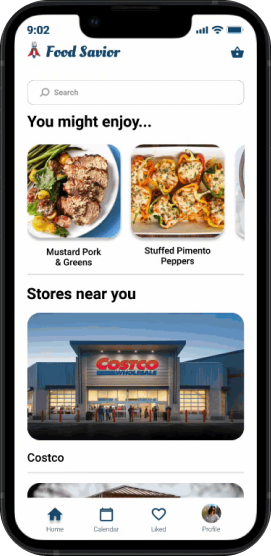 9:02
Food Savior
Search
You might enjoy...
Mustard Pork
& Greens
Stuffed Pimento
Peppers
Stores near you
COSTCO
WHOLESALE
Costco
Home
Calendar
Liked
Profile